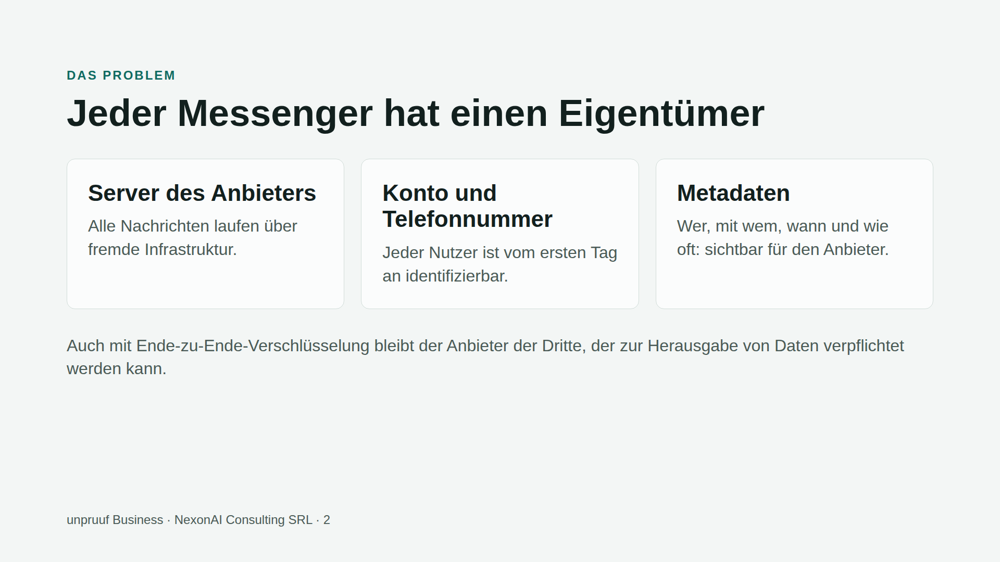 DAS PROBLEM
Jeder Messenger hat einen Eigentümer
Server des Anbieters
Alle Nachrichten laufen über
fremde Infrastruktur.
Konto und
Telefonnummer
Jeder Nutzer ist vom ersten Tag
an identifizierbar.
Metadaten
Wer, mit wem, wann und wie
oft: sichtbar für den Anbieter.
Auch mit Ende-zu-Ende-Verschlüsselung bleibt der Anbieter der Dritte, der zur Herausgabe von Daten verpflichtet
werden kann.
unpruuf Business · NexonAI Consulting SRL · 2